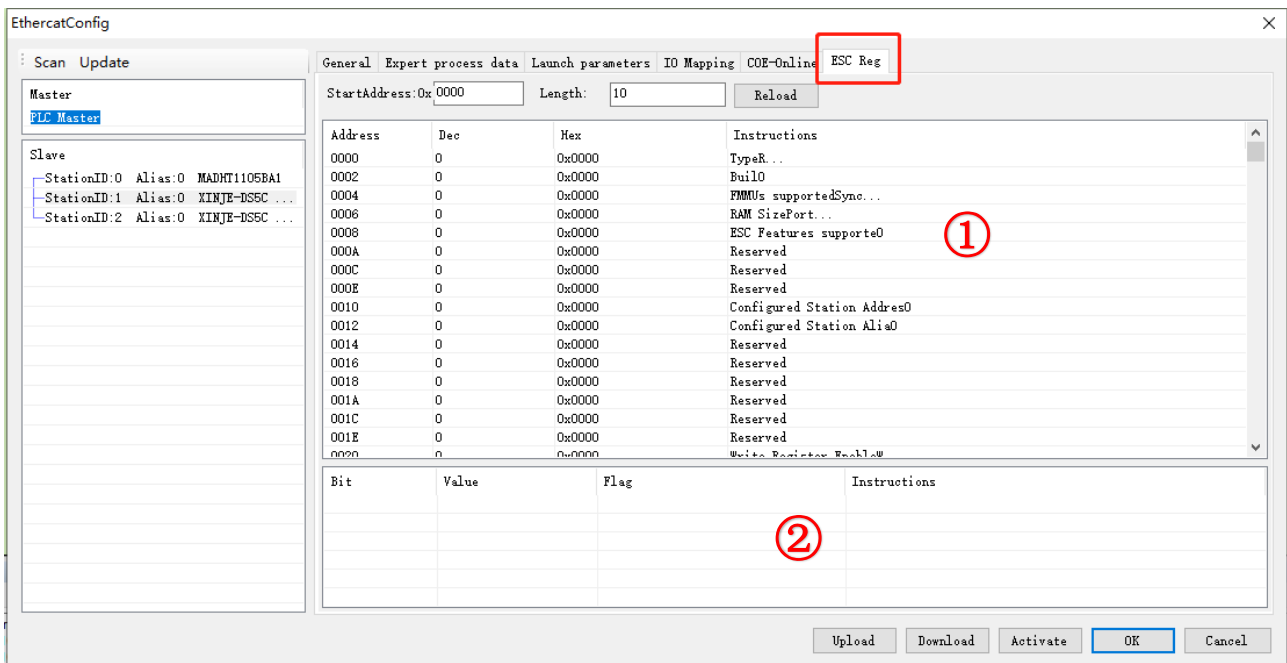 EthercatConfig
Scan Update
General Expert process data Launch parameters IO Mapping COE-Online ESC Reg
Master
PLC Master
StartAddress:0x 0000 Length: 10 Reload
Slave
StationID:0 Alias:0 MADHT1105BA1
StationID:1 Alias:0 XINJE-DS5C ...
StationID:2 Alias:0 XINJE-DS5C ...
Address Dec Hex Instructions
0000 0 0x0000 TypeR...
0002 0 0x0000 Buil0
0004 0 0x0000 FMMUs supportedSync...
0006 0 0x0000 RAM SizePort...
0008 0 0x0000 ESC Features supporte0
000A 0 0x0000 Reserved
000C 0 0x0000 Reserved
000E 0 0x0000 Reserved
0010 0 0x0000 Configured Station Addres0
0012 0 0x0000 Configured Station Alia0
0014 0 0x0000 Reserved
0016 0 0x0000 Reserved
0018 0 0x0000 Reserved
001A 0 0x0000 Reserved
001C 0 0x0000 Reserved
001E 0 0x0000 Reserved
0020 0 0x0000 Write Register EnableW
①
Bit Value Flag Instructions
②
Upload Download Activate OK Cancel